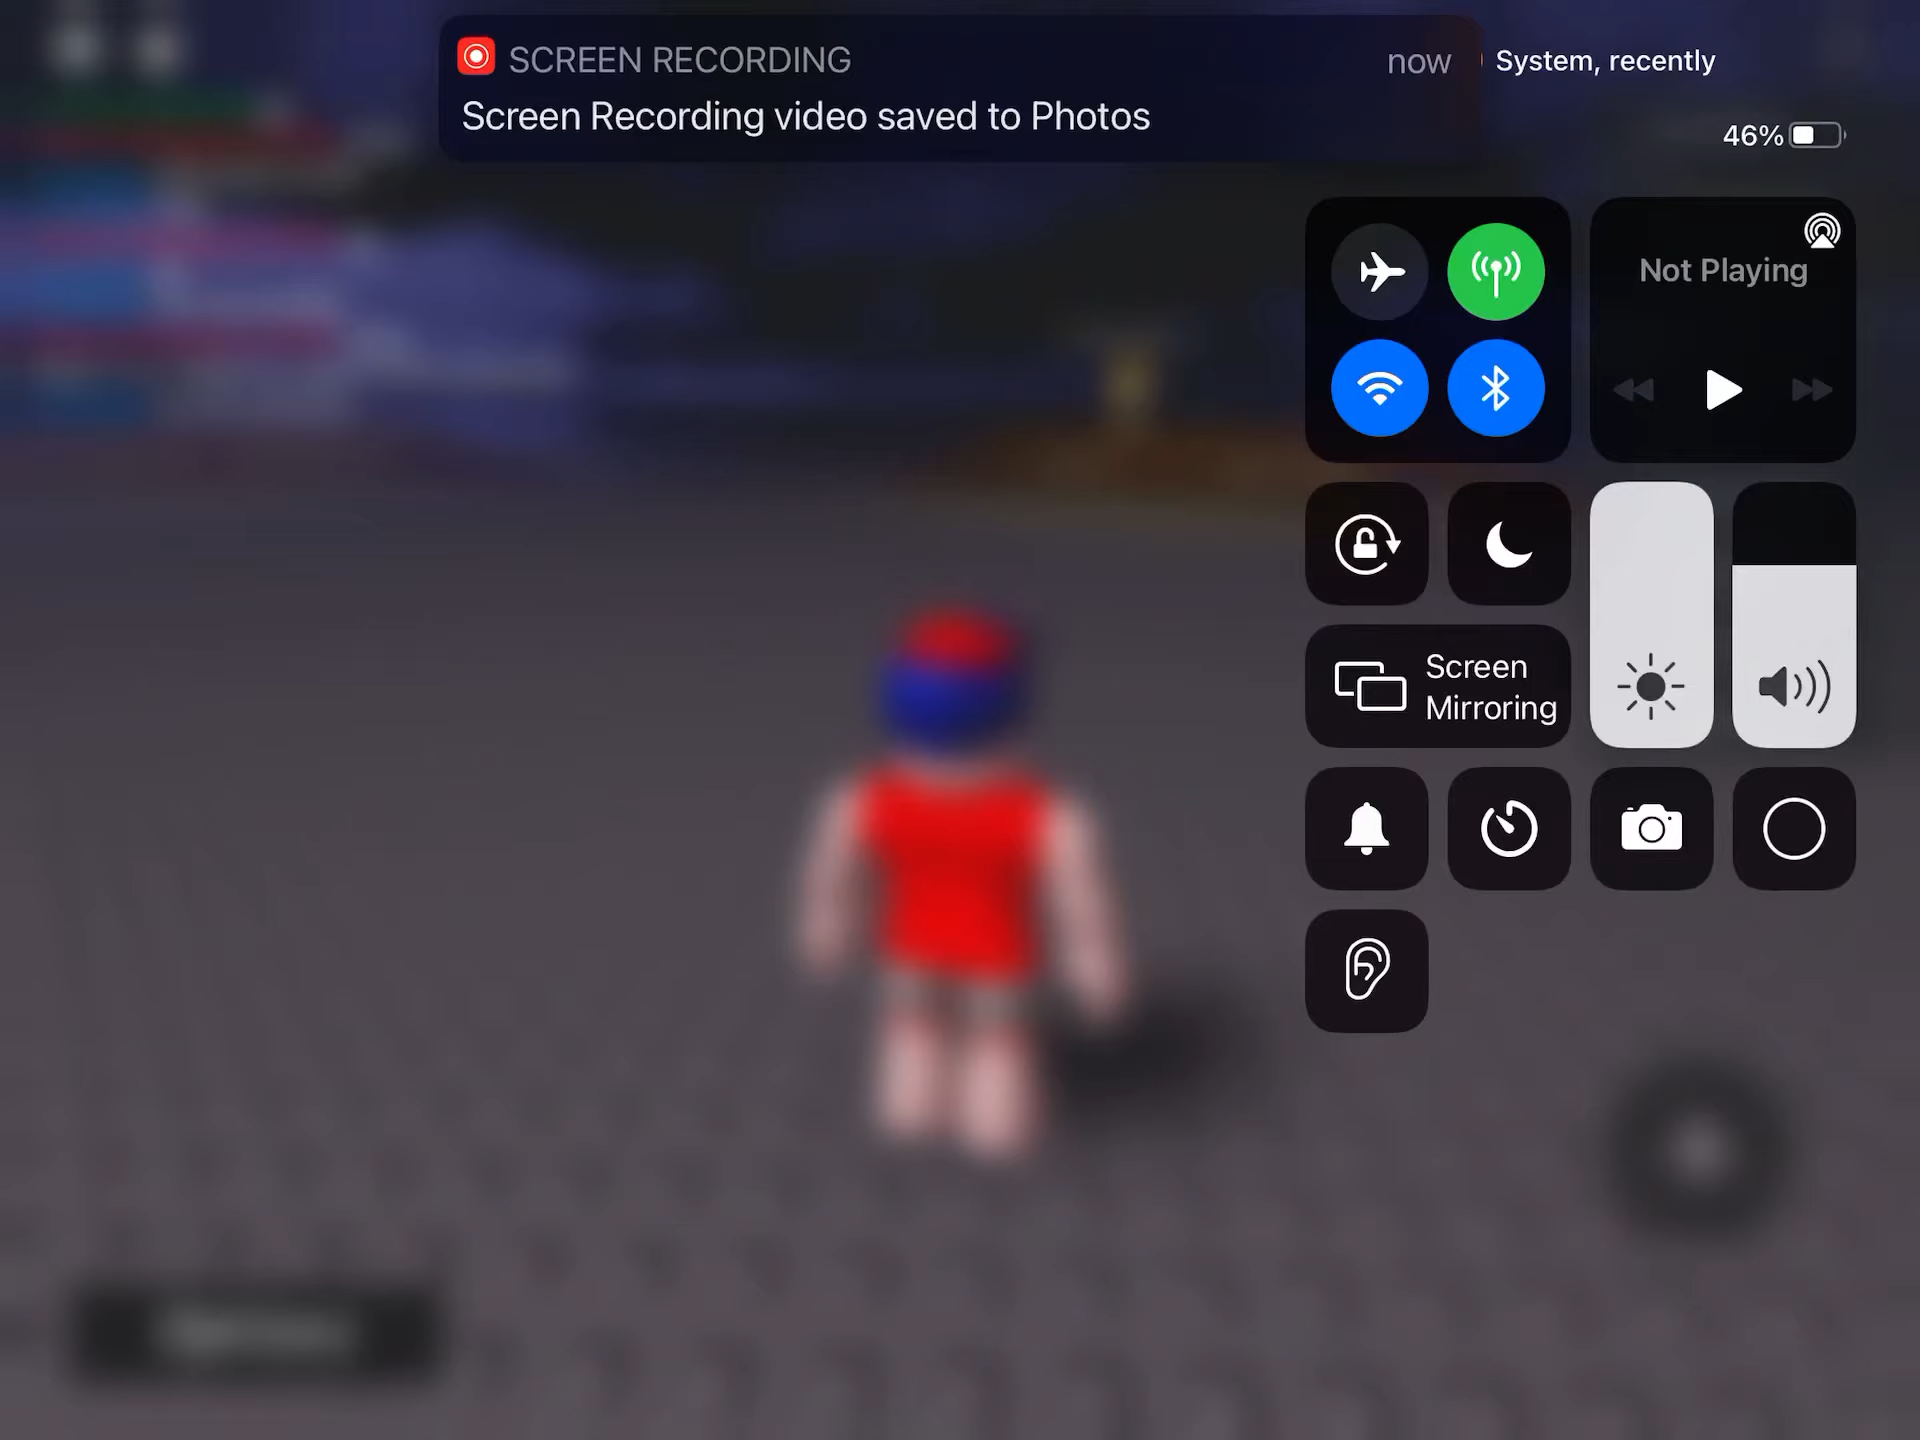 SCREEN RECORDING
now
System, recently
Screen Recording video saved to Photos
46%
Not Playing
Screen
Mirroring